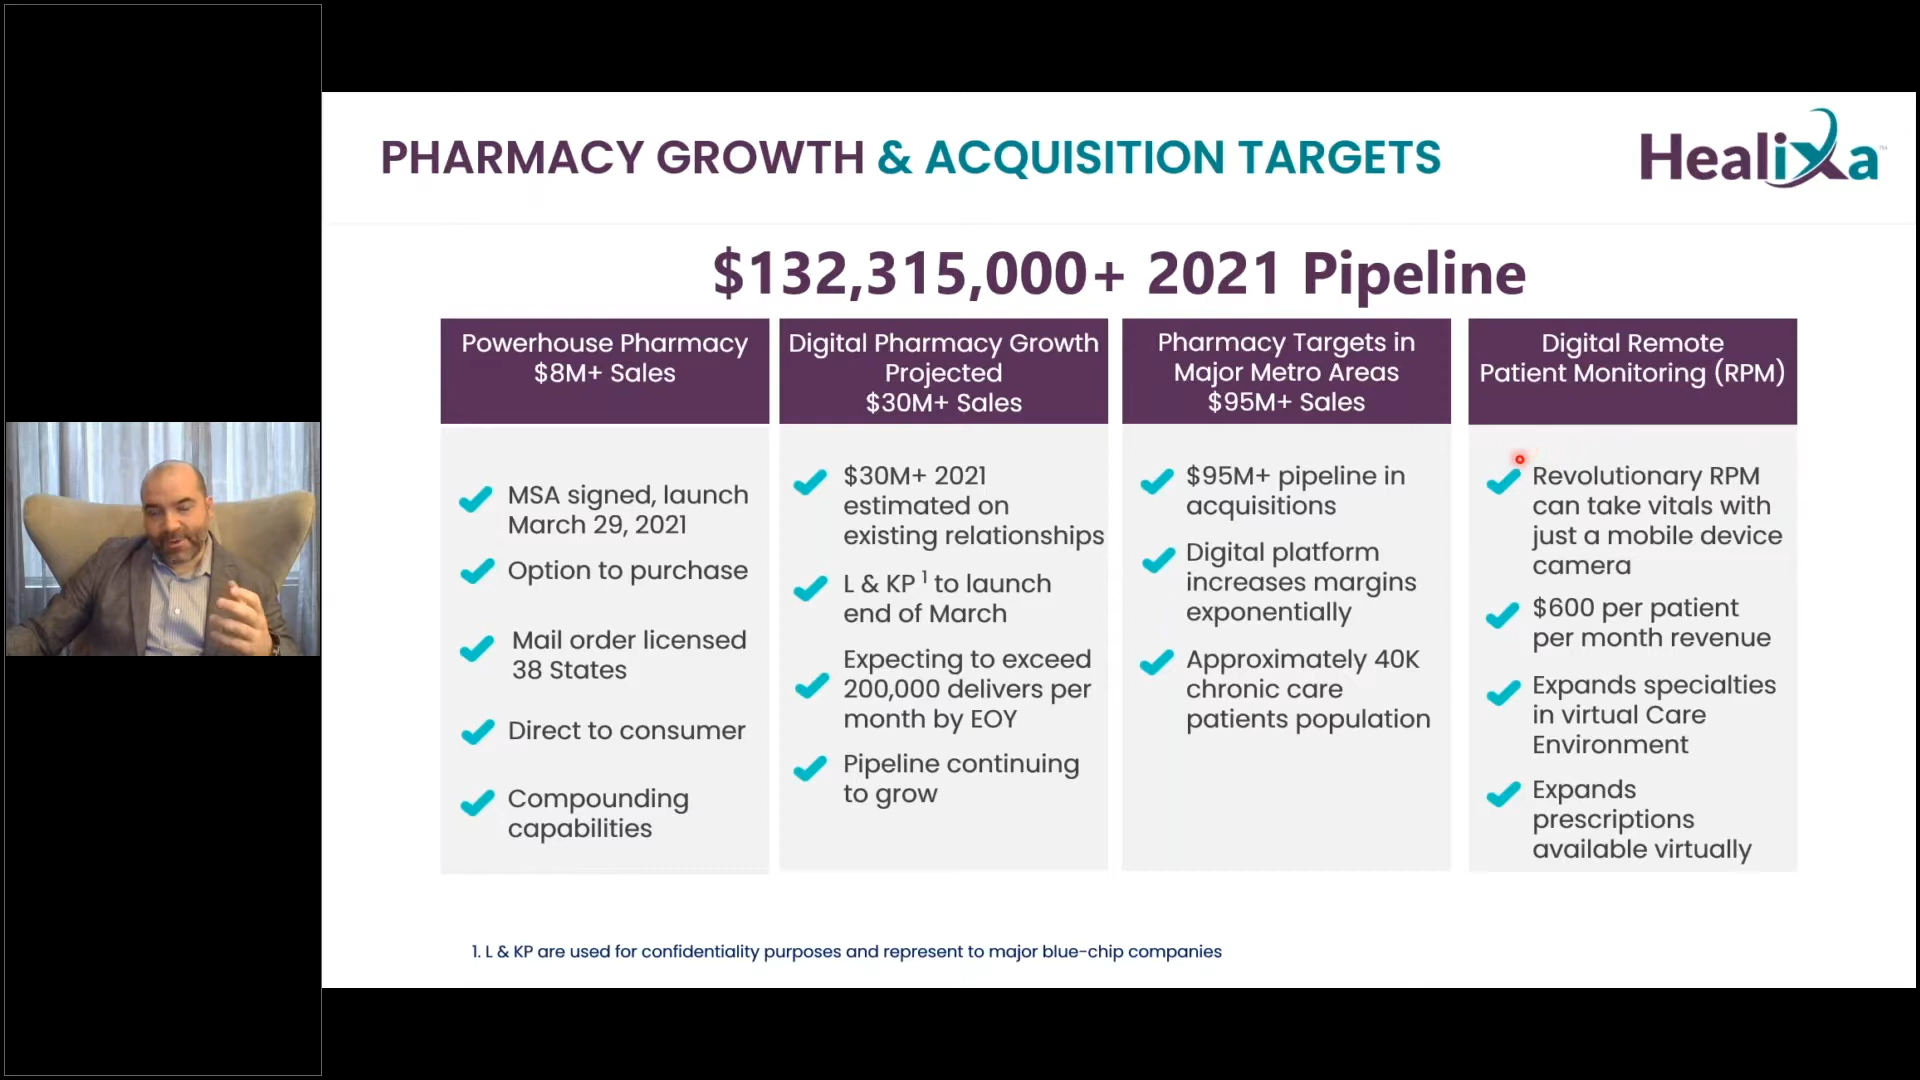 PHARMACY GROWTH & ACQUISITION TARGETS
Healixa™
$132,315,000+ 2021 Pipeline
Powerhouse Pharmacy
$8M+ Sales
MSA signed, launch
March 29, 2021
Option to purchase
Mail order licensed
38 States
Direct to consumer
Compounding
capabilities
Digital Pharmacy Growth
Projected
$30M+ Sales
$30M+ 2021
estimated on
existing relationships
L & KP 1 to launch
end of March
Expecting to exceed
200,000 delivers per
month by EOY
Pipeline continuing
to grow
Pharmacy Targets in
Major Metro Areas
$95M+ Sales
$95M+ pipeline in
acquisitions
Digital platform
increases margins
exponentially
Approximately 40K
chronic care
patients population
Digital Remote
Patient Monitoring (RPM)
Revolutionary RPM
can take vitals with
just a mobile device
camera
$600 per patient
per month revenue
Expands specialties
in virtual Care
Environment
Expands
prescriptions
available virtually
1. L & KP are used for confidentiality purposes and represent to major blue-chip companies